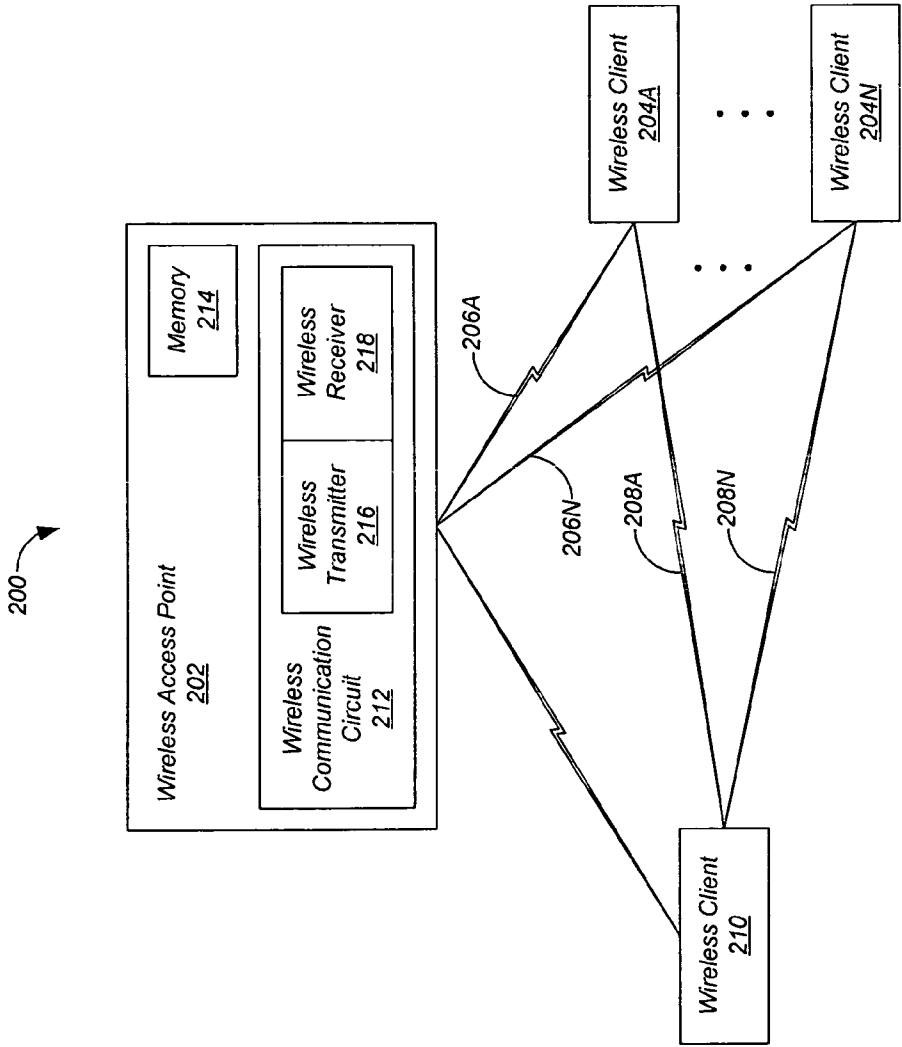 200
Wireless Access Point
202
Memory
214
Wireless
Communication
Circuit
212
Wireless
Transmitter
216
Wireless
Receiver
218
206A
206N
208A
208N
Wireless Client
210
Wireless Client
204A
Wireless Client
204N